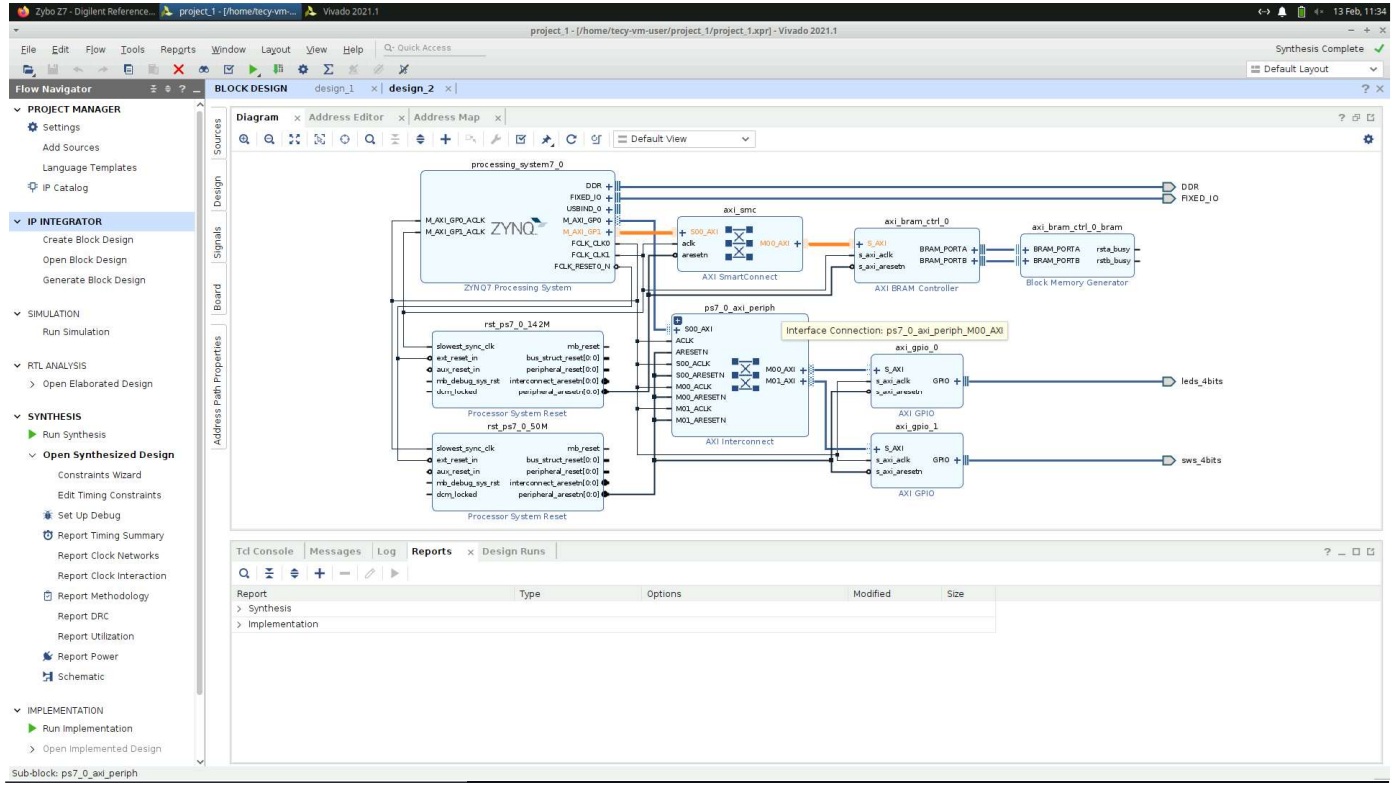 Zybo Z7 - Digilent Reference... project_1 - [/home/tecy-vm-... Vivado 2021.1 13 Feb, 11:34
project_1 - [/home/tecy-vm-user/project_1/project_1.xpr] - Vivado 2021.1
File Edit Flow Tools Reports Window Layout View Help Quick Access Synthesis Complete
Default Layout
Flow Navigator
PROJECT MANAGER
Settings
Add Sources
Language Templates
IP Catalog
IP INTEGRATOR
Create Block Design
Open Block Design
Generate Block Design
SIMULATION
Run Simulation
RTL ANALYSIS
Open Elaborated Design
SYNTHESIS
Run Synthesis
Open Synthesized Design
Constraints Wizard
Edit Timing Constraints
Set Up Debug
Report Timing Summary
Report Clock Networks
Report Clock Interaction
Report Methodology
Report DRC
Report Utilization
Report Power
Schematic
IMPLEMENTATION
Run Implementation
Open Implemented Design
Sub-block: ps7_0_axi_periph
BLOCK DESIGN design_1 design_2
Sources
Design
Signals
Board
Address Path Properties
Diagram Address Editor Address Map
Default View
processing_system7_0
M_AXI_GP0_ACLK
M_AXI_GP1_ACLK
ZYNQ
DDR
FIXED_IO
USBIND_0
M_AXI_GP0
M_AXI_GP1
FCLK_CLK0
FCLK_CLK1
FCLK_RESET0_N
ZYNQ7 Processing System
axi_smc
S00_AXI
aclk
aresetn
M00_AXI
AXI SmartConnect
axi_bram_ctrl_0
S_AXI
s_axi_aclk
s_axi_aresetn
BRAM_PORTA
BRAM_PORTB
AXI BRAM Controller
axi_bram_ctrl_0_bram
BRAM_PORTA
BRAM_PORTB
rsta_busy
rstb_busy
Block Memory Generator
DDR
FIXED_IO
rst_ps7_0_142M
slowest_sync_clk
ext_reset_in
aux_reset_in
mb_debug_sys_rst
dcm_locked
mb_reset
bus_struct_reset[0:0]
peripheral_reset[0:0]
interconnect_aresetn[0:0]
peripheral_aresetn[0:0]
Processor System Reset
rst_ps7_0_50M
slowest_sync_clk
ext_reset_in
aux_reset_in
mb_debug_sys_rst
dcm_locked
mb_reset
bus_struct_reset[0:0]
peripheral_reset[0:0]
interconnect_aresetn[0:0]
peripheral_aresetn[0:0]
Processor System Reset
ps7_0_axi_periph
S00_AXI
ACLK
ARESETN
S00_ACLK
S00_ARESETN
M00_ACLK
M00_ARESETN
M01_ACLK
M01_ARESETN
M00_AXI
M01_AXI
AXI Interconnect
Interface Connection: ps7_0_axi_periph_M00_AXI
axi_gpio_0
S_AXI
s_axi_aclk
s_axi_aresetn
GPIO
AXI GPIO
leds_4bits
axi_gpio_1
S_AXI
s_axi_aclk
s_axi_aresetn
GPIO
AXI GPIO
sws_4bits
Tcl Console Messages Log Reports Design Runs
Report Type Options Modified Size
Synthesis
Implementation